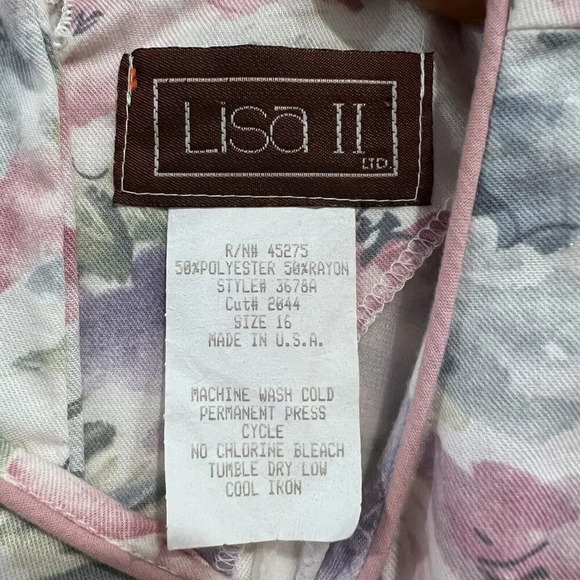 Lisa II
LTD.
R/N# 45275
50%POLYESTER 50%RAYON
STYLE# 3678A
Cut# 2044
SIZE 16
MADE IN U.S.A.
MACHINE WASH COLD
PERMANENT PRESS
CYCLE
NO CHLORINE BLEACH
TUMBLE DRY LOW
COOL IRON